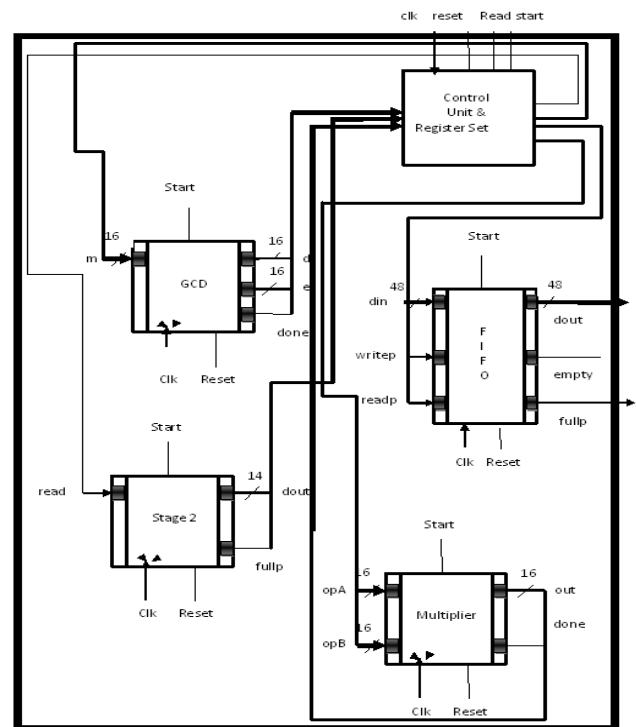 clk reset Read start
Control
Unit &
Register Set
Start
16
m
GCD
16
d
16
e
done
Clk Reset
Start
48
din
48
dout
F
I
F
O
writep
empty
readp
fullp
Clk Reset
Start
read
14
dout
Stage 2
fullp
Clk Reset
Start
16
opA
16
out
Multiplier
16
opB
done
Clk Reset